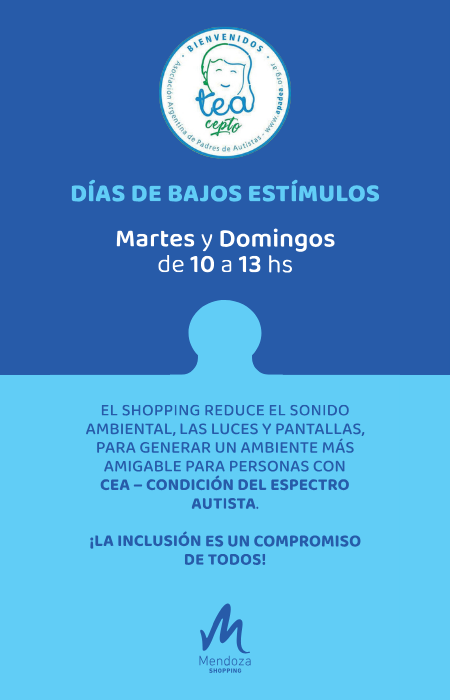 · BIENVENIDOS ·
Asociación Argentina de Padres de Autistas - www.apadea.org.ar
tea
cepto
DÍAS DE BAJOS ESTÍMULOS
Martes y Domingos
de 10 a 13 hs
EL SHOPPING REDUCE EL SONIDO
AMBIENTAL, LAS LUCES Y PANTALLAS,
PARA GENERAR UN AMBIENTE MÁS
AMIGABLE PARA PERSONAS CON
CEA – CONDICIÓN DEL ESPECTRO
AUTISTA.
¡LA INCLUSIÓN ES UN COMPROMISO
DE TODOS!
M
Mendoza
SHOPPING